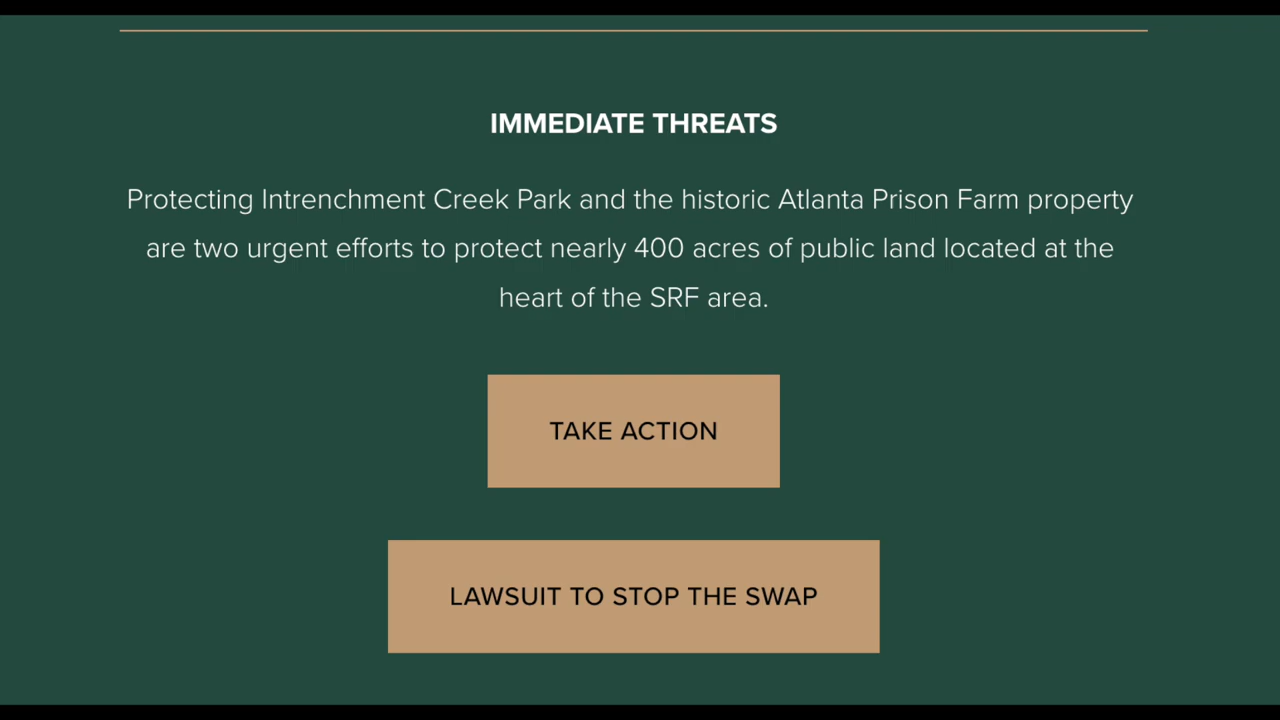 IMMEDIATE THREATS
Protecting Intrenchment Creek Park and the historic Atlanta Prison Farm property
are two urgent efforts to protect nearly 400 acres of public land located at the
heart of the SRF area.
TAKE ACTION
LAWSUIT TO STOP THE SWAP